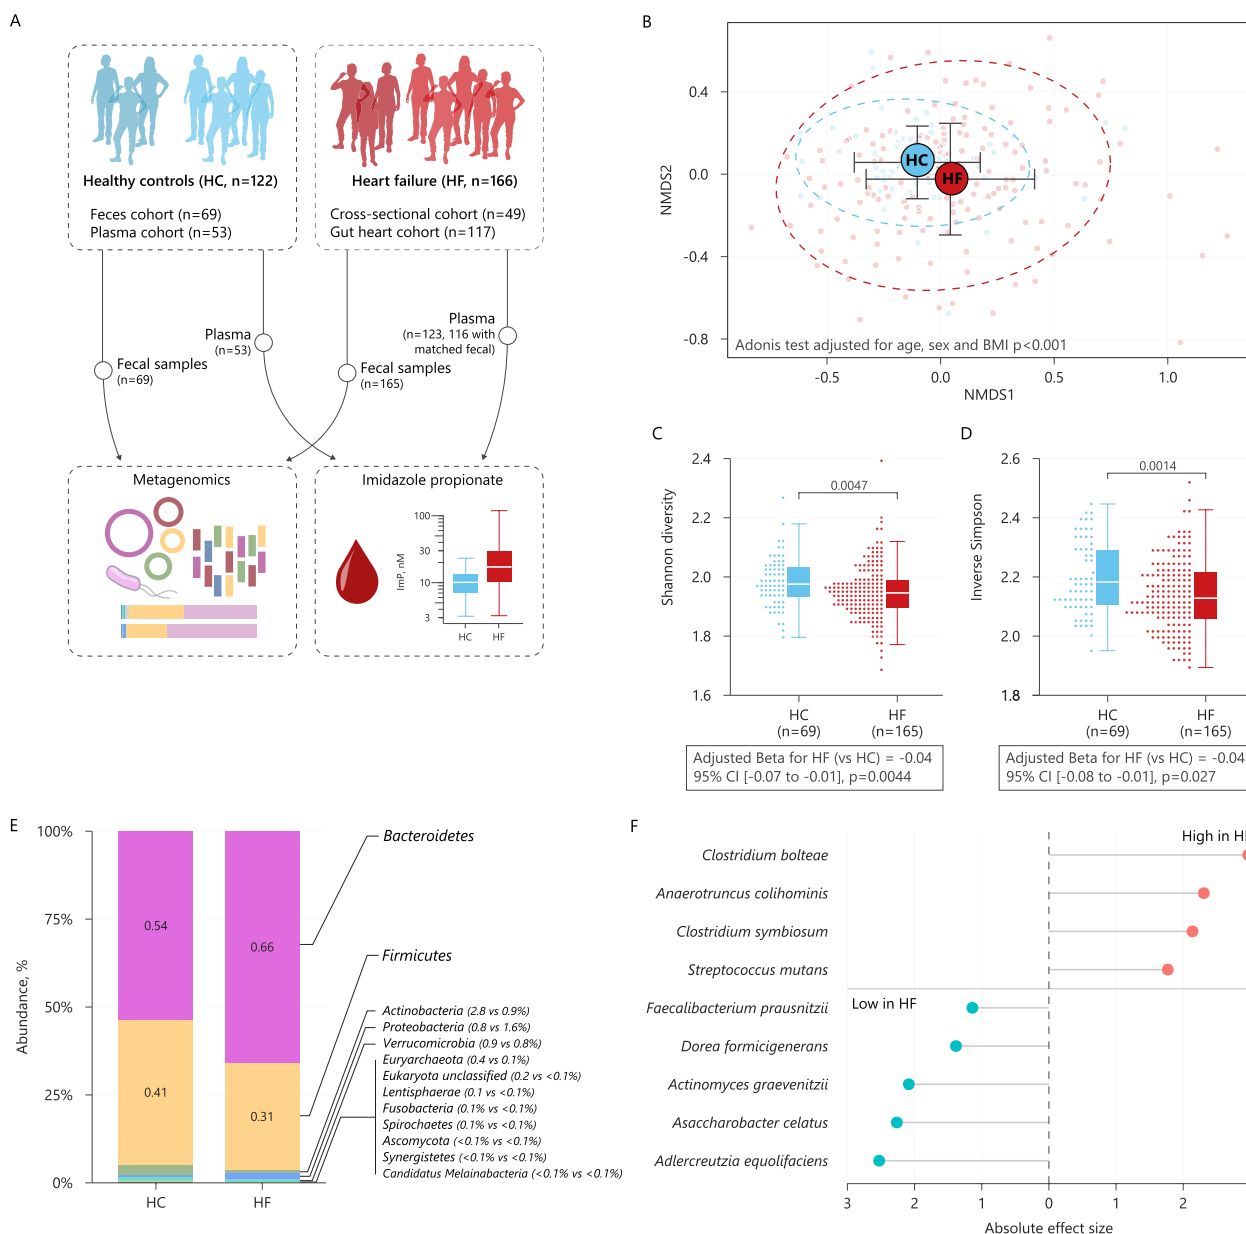 A
Healthy controls (HC, n=122)
Feces cohort (n=69)
Plasma cohort (n=53)
Heart failure (HF, n=166)
Cross-sectional cohort (n=49)
Gut heart cohort (n=117)
Fecal samples
(n=69)
Plasma
(n=53)
Fecal samples
(n=165)
Plasma
(n=123, 116 with
matched fecal)
Metagenomics
Imidazole propionate
ImP, nM
100
30
10
3
HC
HF
B
NMDS2
0.4
0.0
-0.4
-0.8
HC
HF
Adonis test adjusted for age, sex and BMI p<0.001
-0.5
0.0
0.5
1.0
NMDS1
C
Shannon diversity
2.4
2.2
2.0
1.8
1.6
0.0047
HC
(n=69)
HF
(n=165)
Adjusted Beta for HF (vs HC) = -0.04
95% CI [-0.07 to -0.01], p=0.0044
D
Inverse Simpson
2.6
2.4
2.2
2.0
1.8
0.0014
HC
(n=69)
HF
(n=165)
Adjusted Beta for HF (vs HC) = -0.04
95% CI [-0.08 to -0.01], p=0.027
E
Abundance, %
100%
75%
50%
25%
0%
0.54
0.41
0.66
0.31
HC
HF
Bacteroidetes
Firmicutes
Actinobacteria (2.8 vs 0.9%)
Proteobacteria (0.8 vs 1.6%)
Verrucomicrobia (0.9 vs 0.8%)
Euryarchaeota (0.4 vs 0.1%)
Eukaryota unclassified (0.2 vs <0.1%)
Lentisphaerae (0.1 vs <0.1%)
Fusobacteria (0.1% vs <0.1%)
Spirochaetes (0.1% vs <0.1%)
Ascomycota (<0.1% vs <0.1%)
Synergistetes (<0.1% vs <0.1%)
Candidatus Melainabacteria (<0.1% vs <0.1%)
F
High in HF
Clostridium bolteae
Anaerotruncus colihominis
Clostridium symbiosum
Streptococcus mutans
Low in HF
Faecalibacterium prausnitzii
Dorea formicigenerans
Actinomyces graevenitzii
Asaccharobacter celatus
Adlercreutzia equolifaciens
3
2
1
0
1
2
Absolute effect size